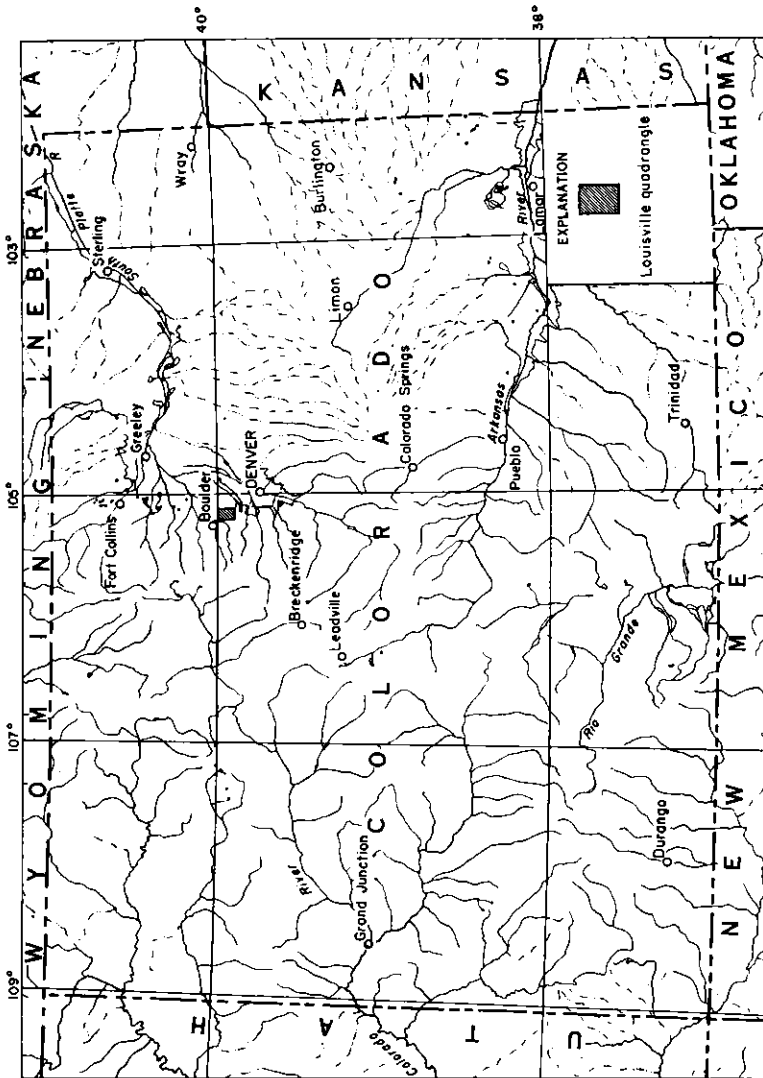 109°
107°
105°
103°
WYOMING
NEBRASKA
Fort Collins
Greeley
Sterling
South
Platte
R
40°
Boulder
Wray
DENVER
KANSAS
Breckenridge
River
Limon
Burlington
Leadville
Grand Junction
COLORADO
UTAH
Colorado
Colorado Springs
Pueblo
Arkansas
River
Lamar
38°
EXPLANATION
Louisville quadrangle
Rio
Grande
Durango
Trinidad
NEW MEXICO
OKLAHOMA